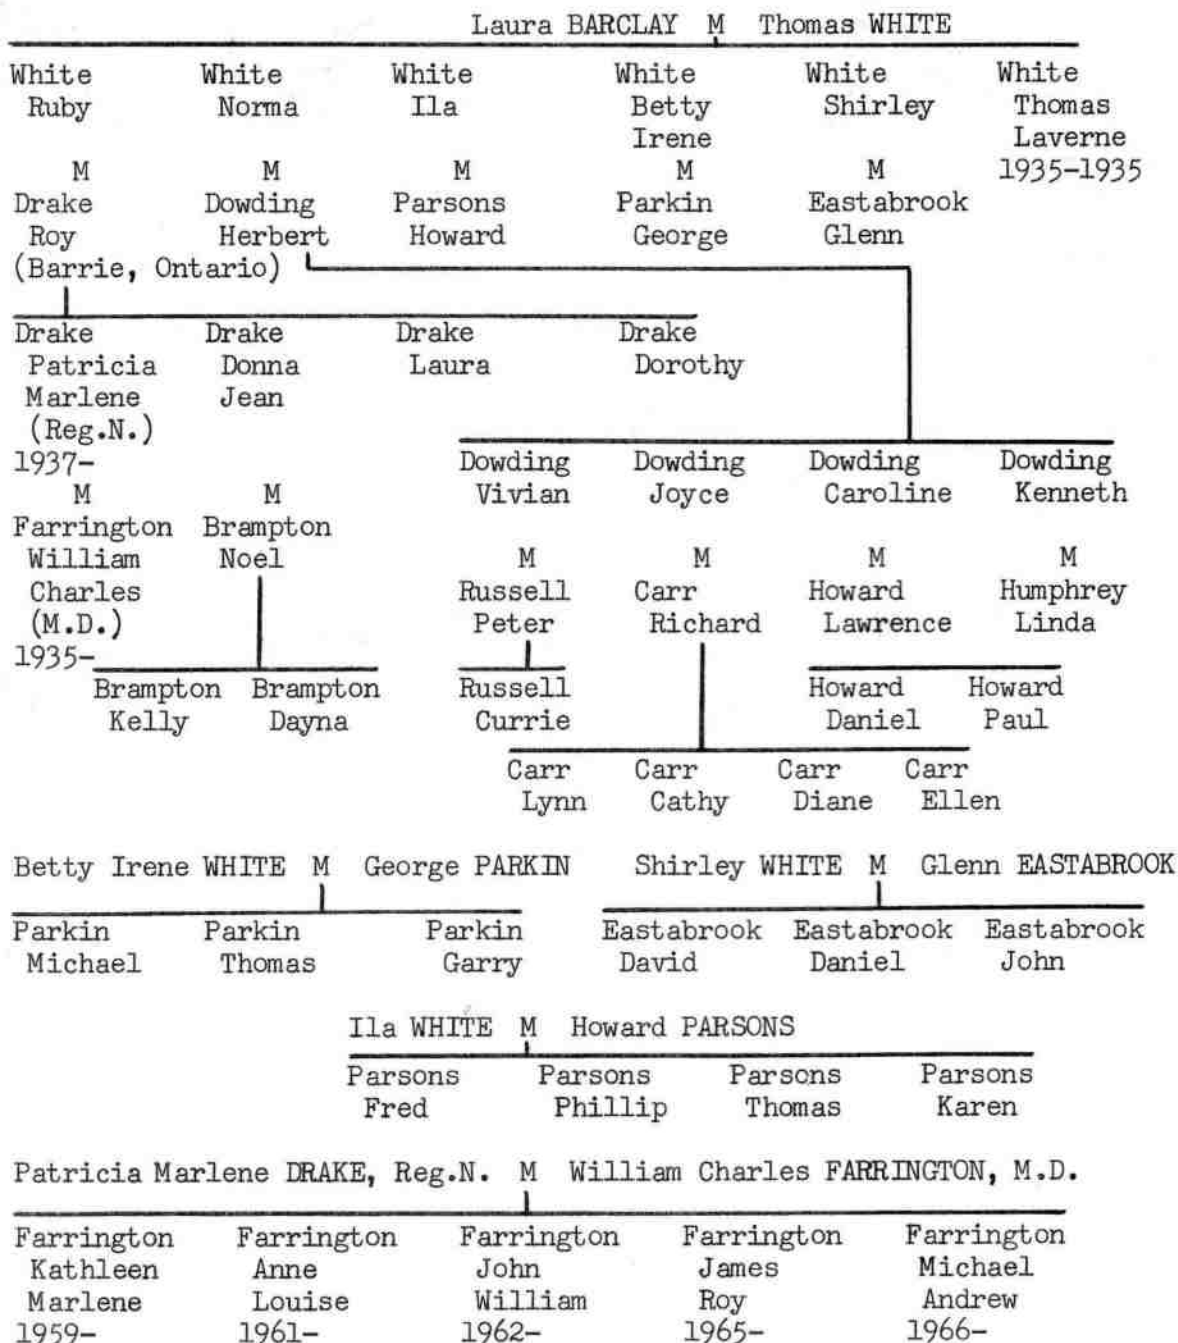 Laura BARCLAY M Thomas WHITE
White White White White White White
Ruby Norma Ila Betty Shirley Thomas
Irene Laverne
M M M M M 1935-1935
Drake Dowding Parsons Parkin Eastabrook
Roy Herbert Howard George Glenn
(Barrie, Ontario)
Drake Drake Drake Drake
Patricia Donna Laura Dorothy
Marlene Jean
(Reg.N.)
1937- Dowding Dowding Dowding Dowding
M M Vivian Joyce Caroline Kenneth
Farrington Brampton
William Noel M M M M
Charles Russell Carr Howard Humphrey
(M.D.) Peter Richard Lawrence Linda
1935-
Brampton Brampton Russell Howard Howard
Kelly Dayna Currie Daniel Paul
Carr Carr Carr Carr
Lynn Cathy Diane Ellen
Betty Irene WHITE M George PARKIN Shirley WHITE M Glenn EASTABROOK
Parkin Parkin Parkin Eastabrook Eastabrook Eastabrook
Michael Thomas Garry David Daniel John
Ila WHITE M Howard PARSONS
Parsons Parsons Parsons Parsons
Fred Phillip Thomas Karen
Patricia Marlene DRAKE, Reg.N. M William Charles FARRINGTON, M.D.
Farrington Farrington Farrington Farrington Farrington
Kathleen Anne John James Michael
Marlene Louise William Roy Andrew
1959- 1961- 1962- 1965- 1966-